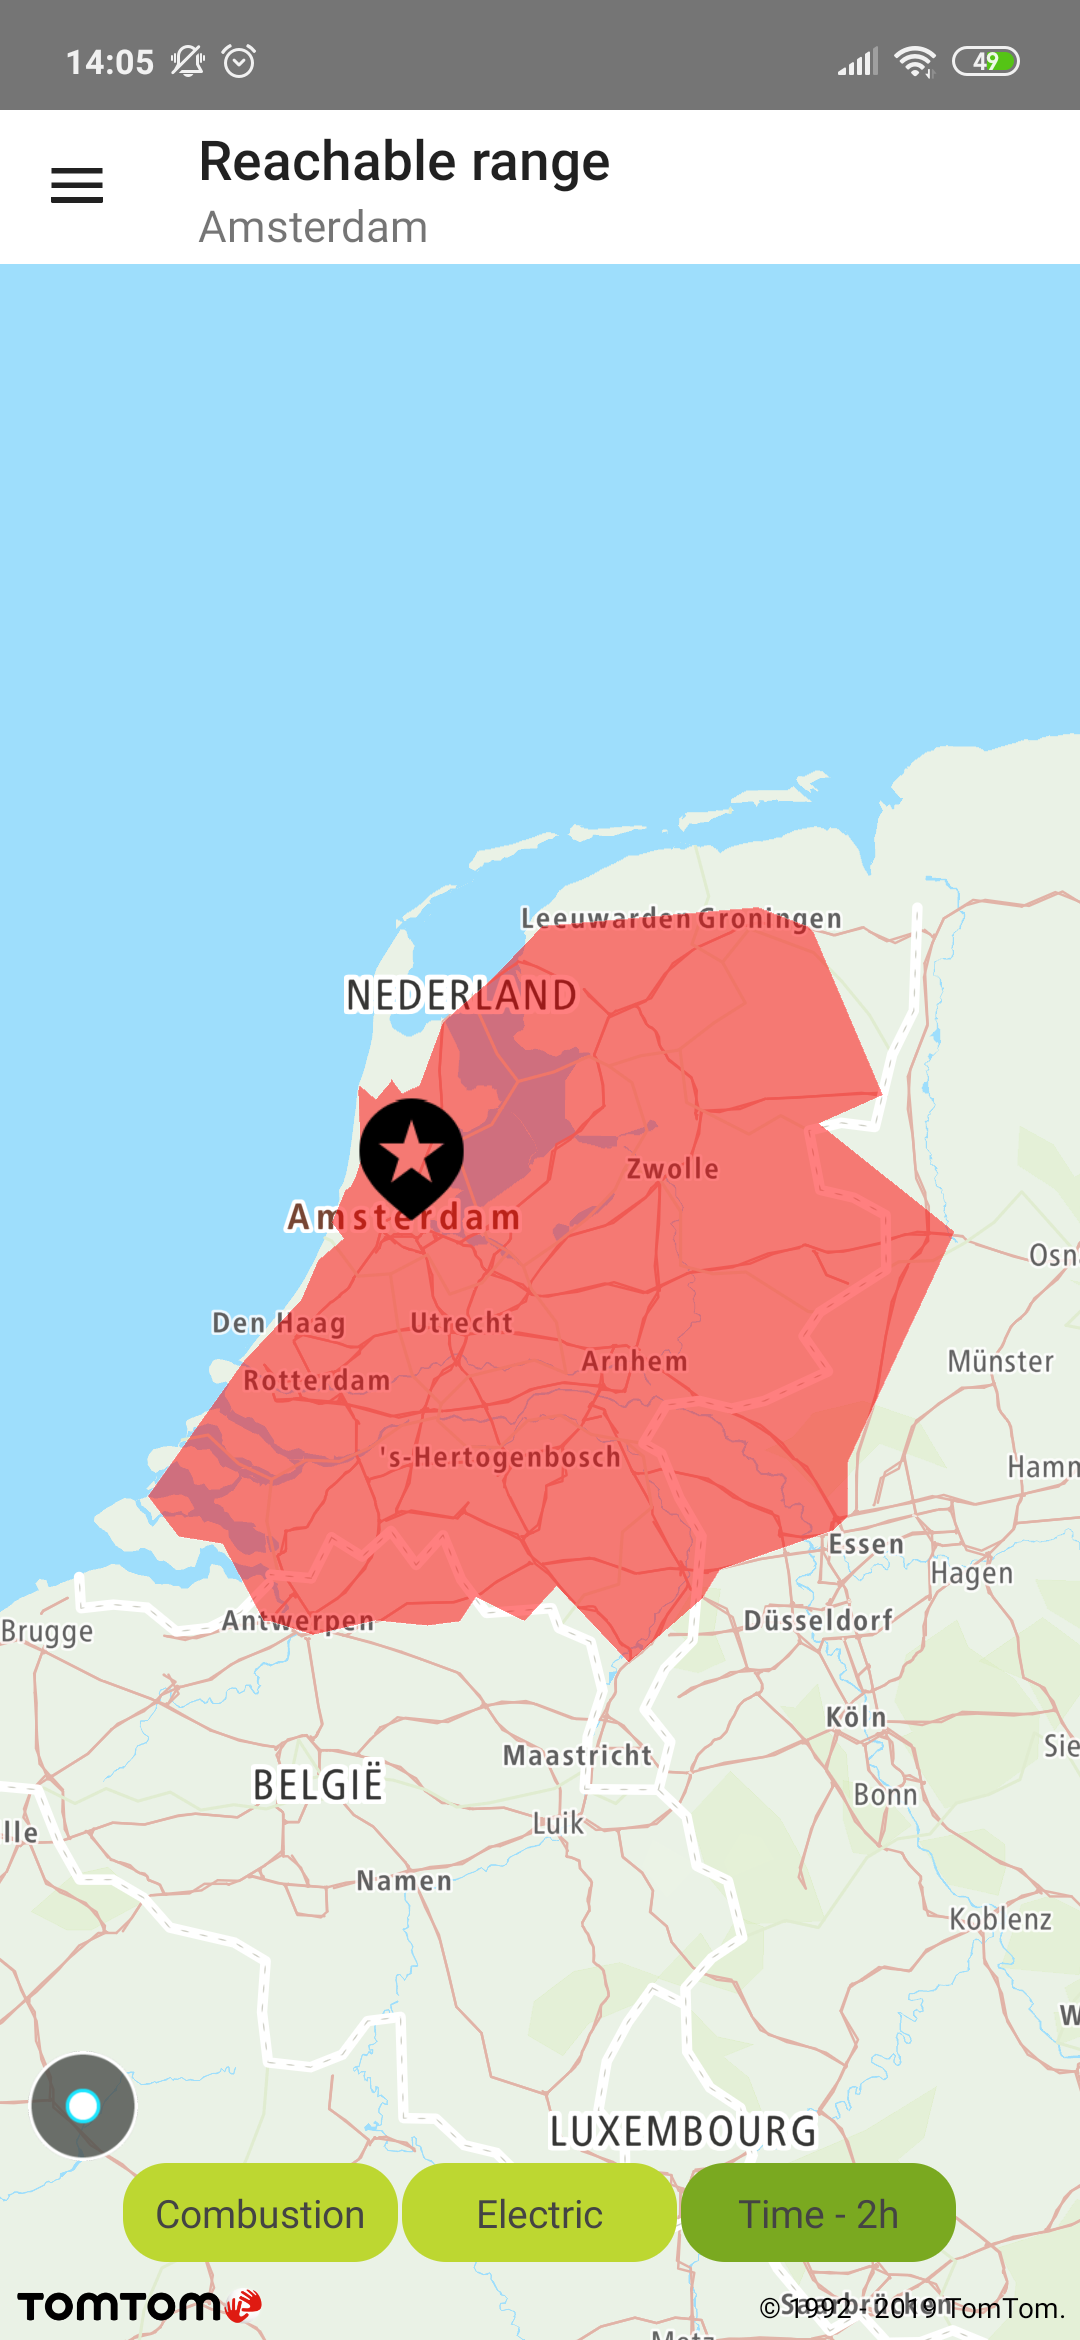 14:05
49
Reachable range
Amsterdam
Leeuwarden Groningen
NEDERLAND
Zwolle
Amsterdam
Osn
Den Haag
Utrecht
Arnhem
Münster
Rotterdam
's-Hertogenbosch
Hamm
Essen
Hagen
Brugge
Antwerpen
Düsseldorf
Köln
Sie
Maastricht
BELGIË
Bonn
lle
Luik
Namen
Koblenz
W
LUXEMBOURG
Combustion
Electric
Time - 2h
TOMTOM
Saarbrücken
© 1992 - 2019 TomTom.
Metz